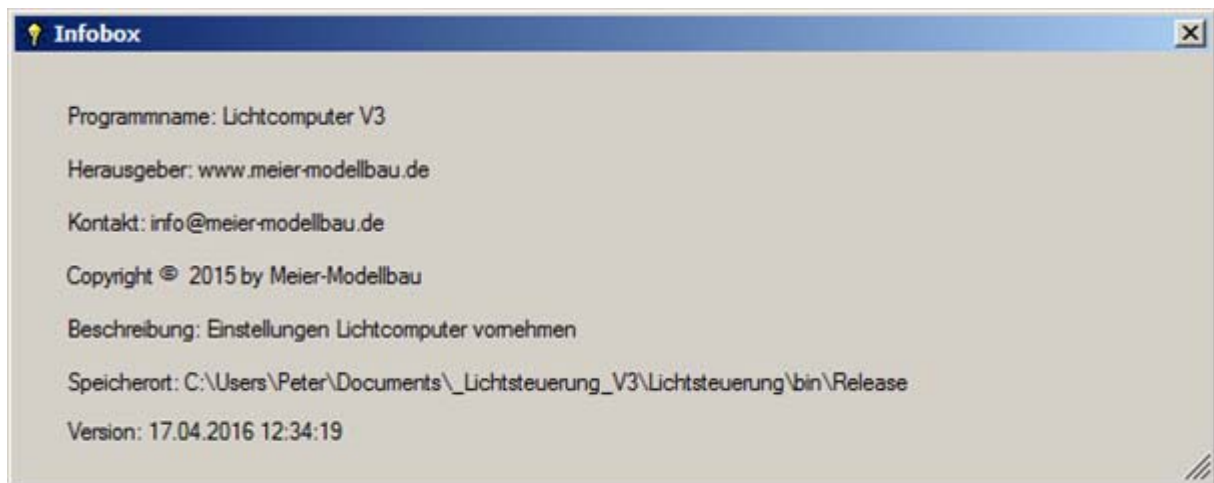 Infobox
Programmname: Lichtcomputer V3
Herausgeber: www.meier-modellbau.de
Kontakt: info@meier-modellbau.de
Copyright © 2015 by Meier-Modellbau
Beschreibung: Einstellungen Lichtcomputer vornehmen
Speicherort: C:\Users\Peter\Documents\_Lichtsteuerung_V3\Lichtsteuerung\bin\Release
Version: 17.04.2016 12:34:19